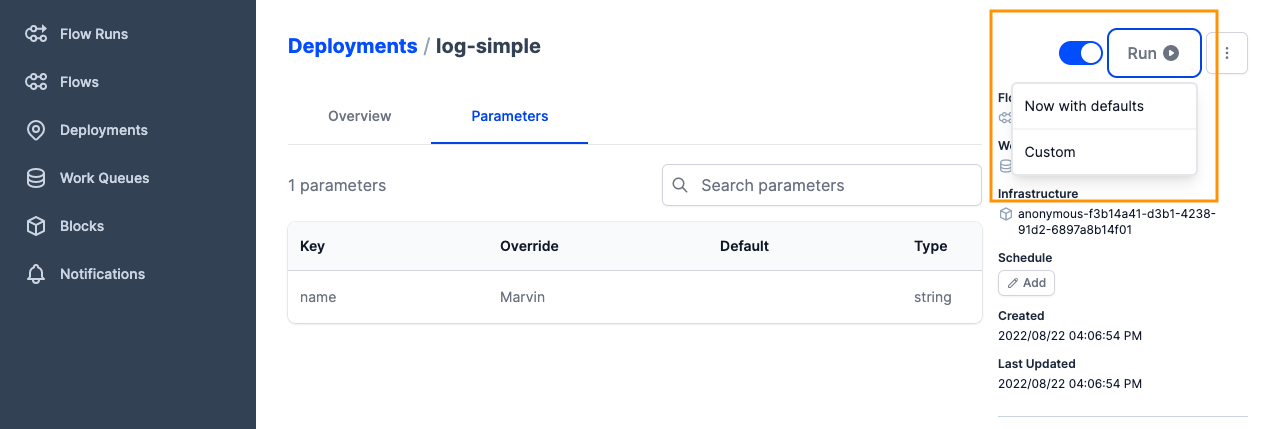 Flow Runs
Flows
Deployments
Work Queues
Blocks
Notifications
Deployments / log-simple
Run
Now with defaults
Custom
Overview
Parameters
1 parameters
Search parameters
Key Override Default Type
name Marvin string
Infrastructure
anonymous-f3b14a41-d3b1-4238-
91d2-6897a8b14f01
Schedule
Add
Created
2022/08/22 04:06:54 PM
Last Updated
2022/08/22 04:06:54 PM